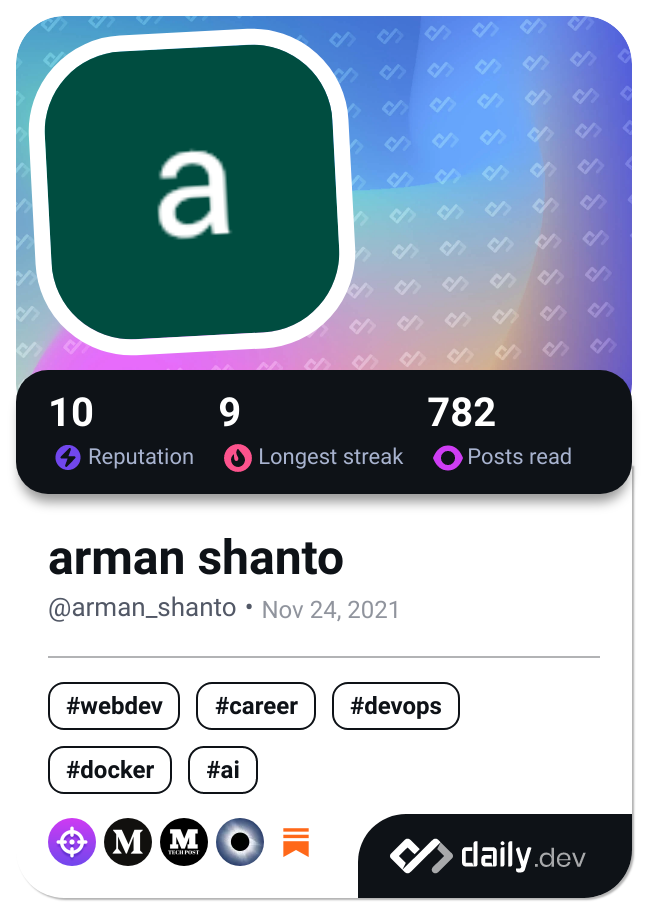 a
10 9 782
Reputation Longest streak Posts read
arman shanto
@arman_shanto • Nov 24, 2021
#webdev #career #devops
#docker #ai
M M
TECH POST
daily.dev